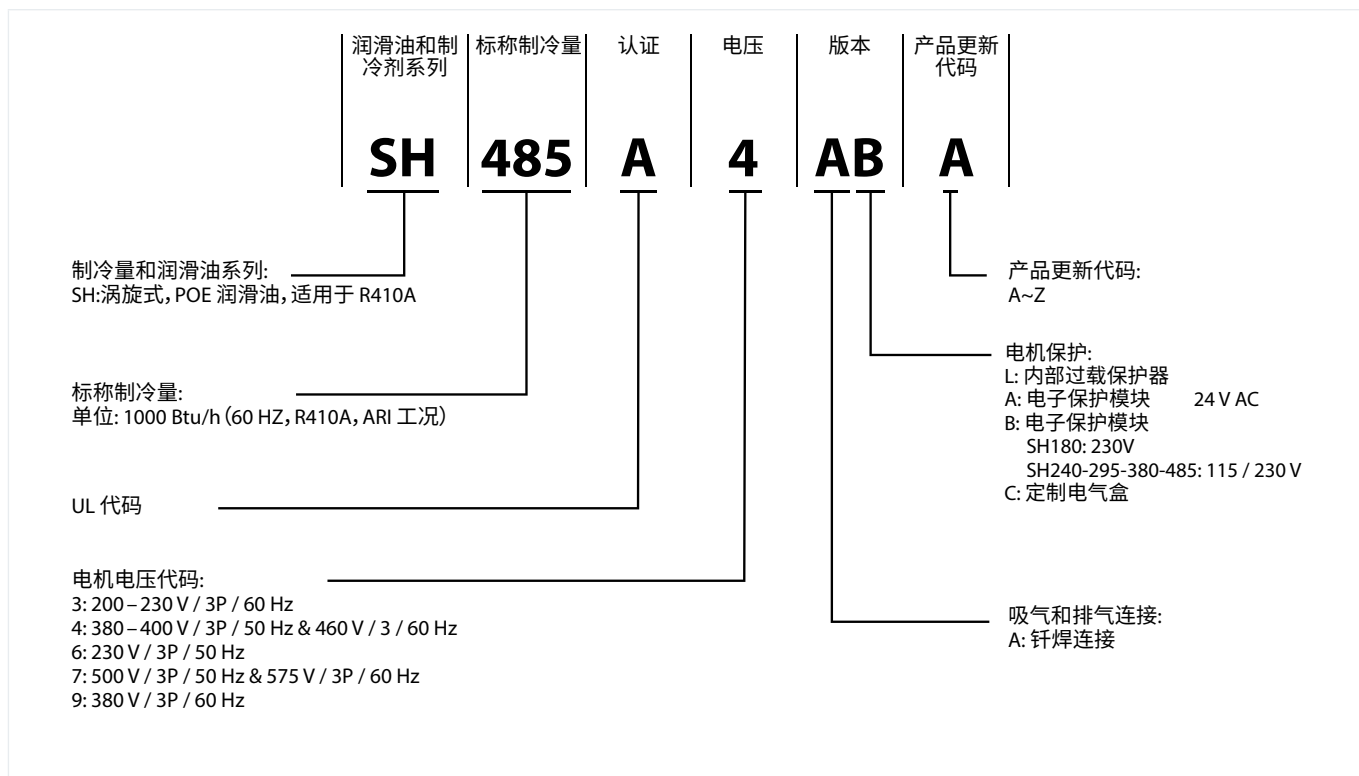 润滑油和制
冷剂系列
标称制冷量
认证
电压
版本
产品更新
代码
SH
485
A
4
AB
A
制冷量和润滑油系列:
SH:涡旋式, POE 润滑油, 适用于 R410A
标称制冷量:
单位: 1000 Btu/h (60 HZ, R410A, ARI 工况)
UL 代码
电机电压代码:
3: 200–230 V / 3P / 60 Hz
4: 380–400 V / 3P / 50 Hz & 460 V / 3 / 60 Hz
6: 230 V / 3P / 50 Hz
7: 500 V / 3P / 50 Hz & 575 V / 3P / 60 Hz
9: 380 V / 3P / 60 Hz
产品更新代码:
A~Z
电机保护:
L: 内部过载保护器
A: 电子保护模块 24 V AC
B: 电子保护模块
SH180: 230V
SH240-295-380-485: 115 / 230 V
C: 定制电气盒
吸气和排气连接:
A: 钎焊连接